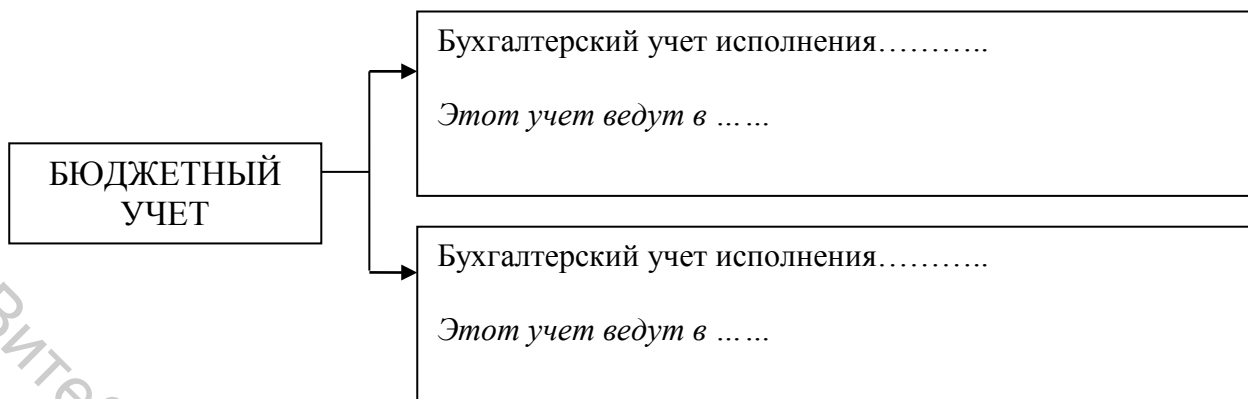 Бухгалтерский учет исполнения………..
Этот учет ведут в ……
БЮДЖЕТНЫЙ
УЧЕТ
Бухгалтерский учет исполнения………..
Этот учет ведут в ……